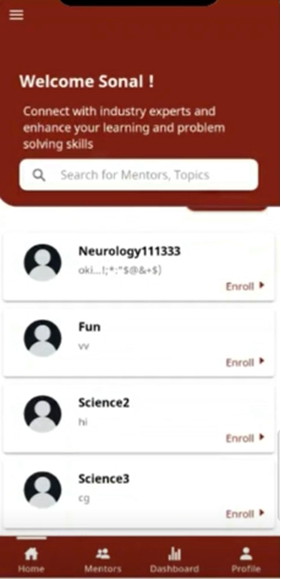 Welcome Sonal !
Connect with industry experts and
enhance your learning and problem
solving skills
Search for Mentors, Topics
Neurology111333
oki...!;*:"$@&+$)
Enroll
Fun
vv
Enroll
Science2
hi
Enroll
Science3
cg
Enroll
Home Mentors Dashboard Profile